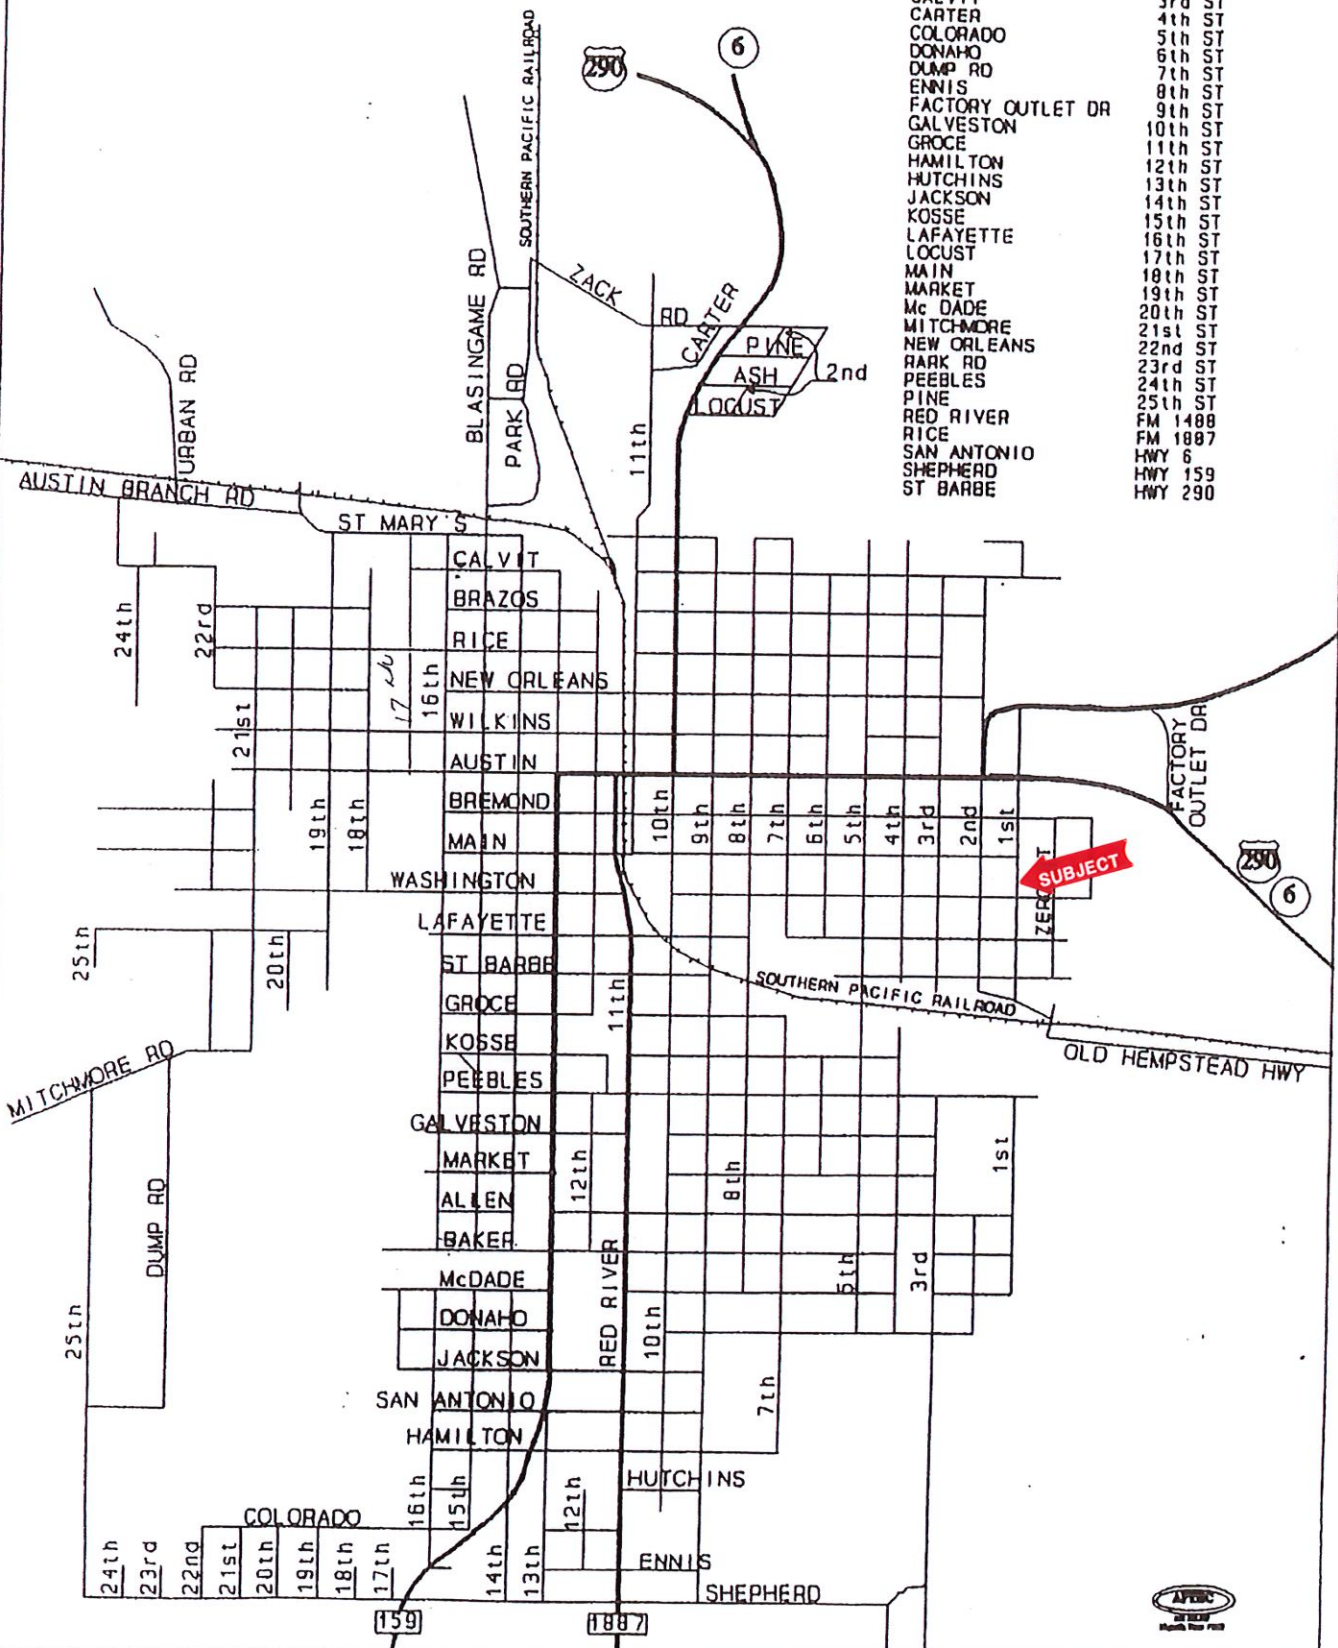 3rd ST
CARTER 4th ST
COLORADO 5th ST
DONAHO 6th ST
DUMP RD 7th ST
ENNIS 8th ST
FACTORY OUTLET DR 9th ST
GALVESTON 10th ST
GROCE 11th ST
HAMILTON 12th ST
HUTCHINS 13th ST
JACKSON 14th ST
KOSSE 15th ST
LAFAYETTE 16th ST
LOCUST 17th ST
MAIN 18th ST
MARKET 19th ST
Mc DADE 20th ST
MITCHMORE 21st ST
NEW ORLEANS 22nd ST
RARK RD 23rd ST
PEEBLES 24th ST
PINE 25th ST
RED RIVER FM 1488
RICE FM 1887
SAN ANTONIO HWY 6
SHEPHERD HWY 159
ST BARBE HWY 290
290
6
SOUTHERN PACIFIC RAILROAD
ZACK RD
CARTER
PINE
ASH
LOCUST
2nd
URBAN RD
BLASINGAME RD
PARK RD
11th
AUSTIN BRANCH RD
ST MARY'S
CALVIT
BRAZOS
RICE
NEW ORLEANS
WILKINS
AUSTIN
24th
22rd
21st
17th
16th
FACTORY OUTLET DR
BREMOND
MAIN
WASHINGTON
LAFAYETTE
ST BARBE
GROCE
KOSSE
PEEBLES
GALVESTON
MARKET
ALLEN
BAKER
McDADE
DONAHO
JACKSON
SAN ANTONIO
HAMILTON
19th
18th
10th
9th
8th
7th
6th
5th
4th
3rd
2nd
1st
SUBJECT
290
6
25th
20th
11th
SOUTHERN PACIFIC RAILROAD
OLD HEMPSTEAD HWY
MITCHMORE RD
DUMP RD
25th
12th
8th
1st
RED RIVER
10th
5th
3rd
7th
HUTCHINS
16th
15th
12th
COLORADO
24th
23rd
22nd
21st
20th
19th
18th
17th
14th
13th
ENNIS
SHEPHERD
159
1887